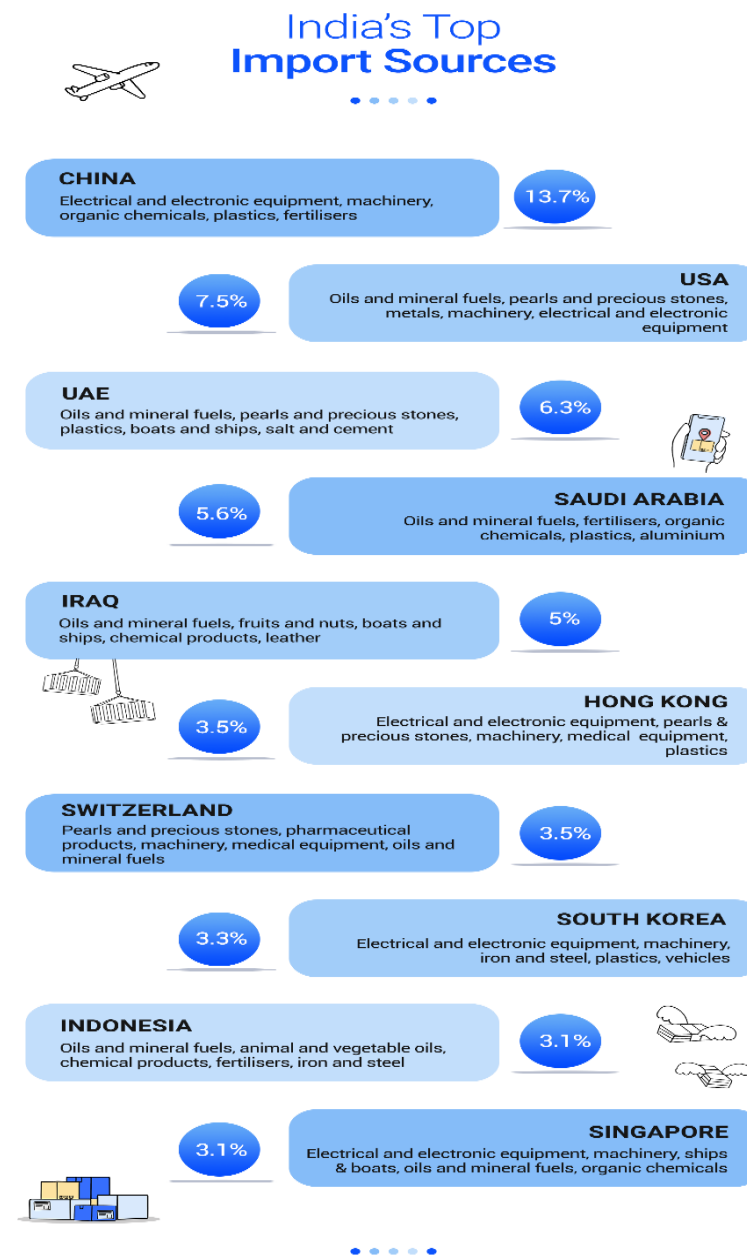 India's Top
Import Sources
CHINA
Electrical and electronic equipment, machinery,
organic chemicals, plastics, fertilisers
13.7%
7.5%
USA
Oils and mineral fuels, pearls and precious stones,
metals, machinery, electrical and electronic
equipment
UAE
Oils and mineral fuels, pearls and precious stones,
plastics, boats and ships, salt and cement
6.3%
5.6%
SAUDI ARABIA
Oils and mineral fuels, fertilisers, organic
chemicals, plastics, aluminium
IRAQ
Oils and mineral fuels, fruits and nuts, boats and
ships, chemical products, leather
5%
3.5%
HONG KONG
Electrical and electronic equipment, pearls &
precious stones, machinery, medical equipment,
plastics
SWITZERLAND
Pearls and precious stones, pharmaceutical
products, machinery, medical equipment, oils and
mineral fuels
3.5%
3.3%
SOUTH KOREA
Electrical and electronic equipment, machinery,
iron and steel, plastics, vehicles
INDONESIA
Oils and mineral fuels, animal and vegetable oils,
chemical products, fertilisers, iron and steel
3.1%
3.1%
SINGAPORE
Electrical and electronic equipment, machinery, ships
& boats, oils and mineral fuels, organic chemicals